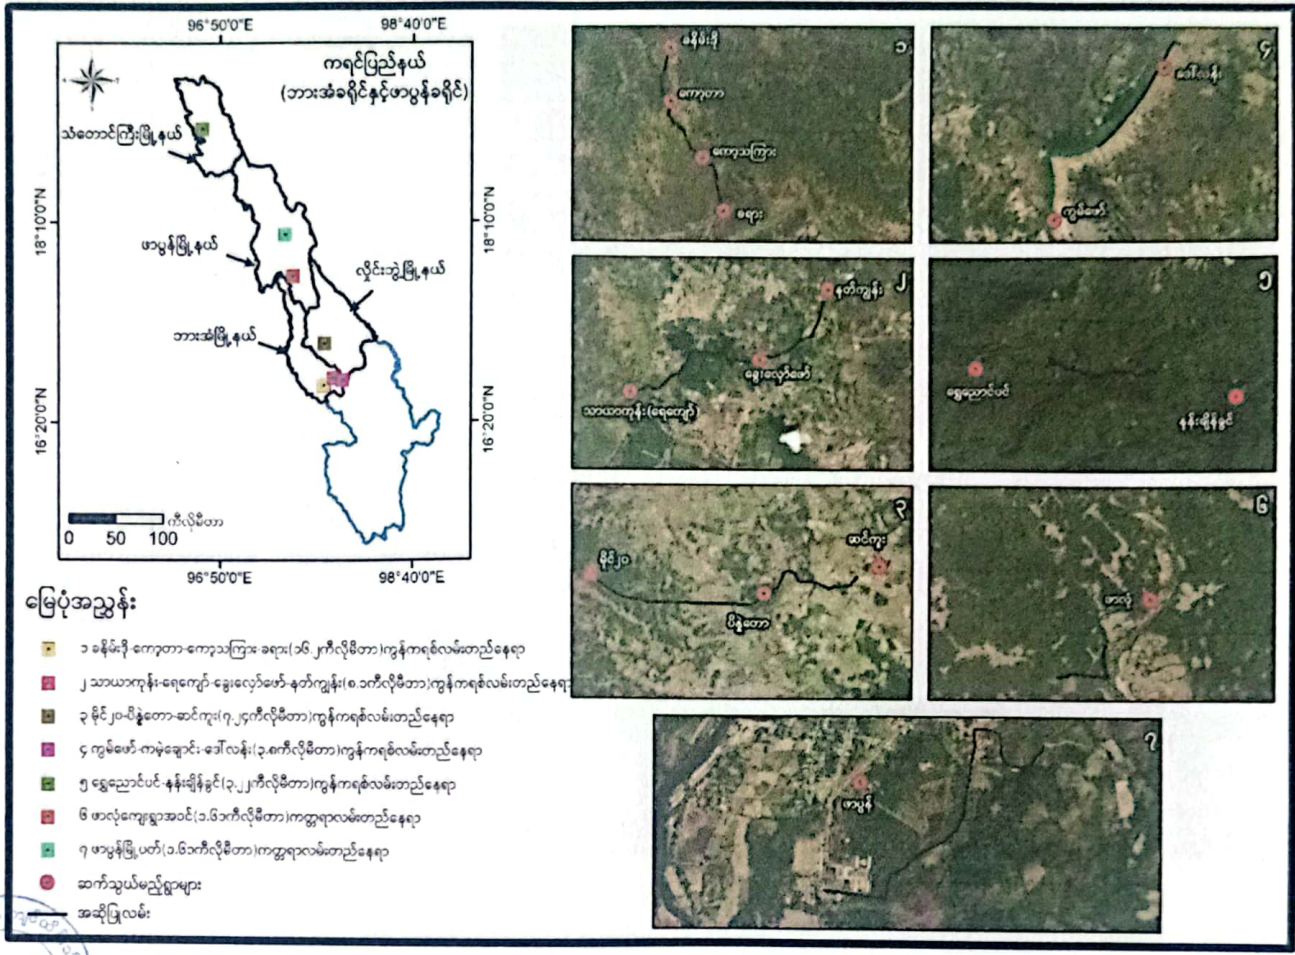 96°50'0"E
98°40'0"E
ကရင်ပြည်နယ်
(ဘားအံခရိုင်နှင့်ဖာပွန်ခရိုင်)
သံတောင်ကြီးမြို့နယ်
18°10'0"N
18°10'0"N
ဖာပွန်မြို့နယ်
လှိုင်းဘွဲ့မြို့နယ်
ဘားအံမြို့နယ်
16°20'0"N
16°20'0"N
ကီလိုမီတာ
0 50 100
96°50'0"E
98°40'0"E
မြေပုံအညွှန်း
၁ ခနိမ်းဒို-ကော့တာ-ကော့သကြား-ခရား(၁၆.၂ကီလိုမီတာ)ကွန်ကရစ်လမ်းတည်နေရာ
၂ သာယာကုန်း-ရေကျော်-ခွေးလှော်ဖော်-နတ်ကျွန်း(၈.၁ကီလိုမီတာ)ကွန်ကရစ်လမ်းတည်နေရာ
၃ မိုင်၂၀-ပိန္နဲတော-ဆင်ကူး(၇.၂၄ကီလိုမီတာ)ကွန်ကရစ်လမ်းတည်နေရာ
၄ ကွမ်ဖော်-ကမဲ့ချောင်း-ဒေါ်လန်း(၃.၈ကီလိုမီတာ)ကွန်ကရစ်လမ်းတည်နေရာ
၅ ရွှေညောင်ပင်-နန်းချိန်ခွင်(၃.၂၂ကီလိုမီတာ)ကွန်ကရစ်လမ်းတည်နေရာ
၆ ဖာလုံကျေးရွာအဝင်(၁.၆၁ကီလိုမီတာ)ကတ္တရာလမ်းတည်နေရာ
၇ ဖာပွန်မြို့ပတ်(၁.၆၁ကီလိုမီတာ)ကတ္တရာလမ်းတည်နေရာ
ဆက်သွယ်မည့်ရွာများ
အဆိုပြုလမ်း
၁
ခနိမ်းဒို
ကော့တာ
ကော့သကြား
ခရား
၄
ဒေါ်လန်း
ကွမ်ဖော်
၂
နတ်ကျွန်း
ခွေးလှော်ဖော်
သာယာကုန်း(ရေကျော်)
၅
ရွှေညောင်ပင်
နန်းချိန်ခွင်
၃
ဆင်ကူး
မိုင်၂၀
ပိန္နဲတော
၆
ဖာလုံ
၇
ဖာပွန်